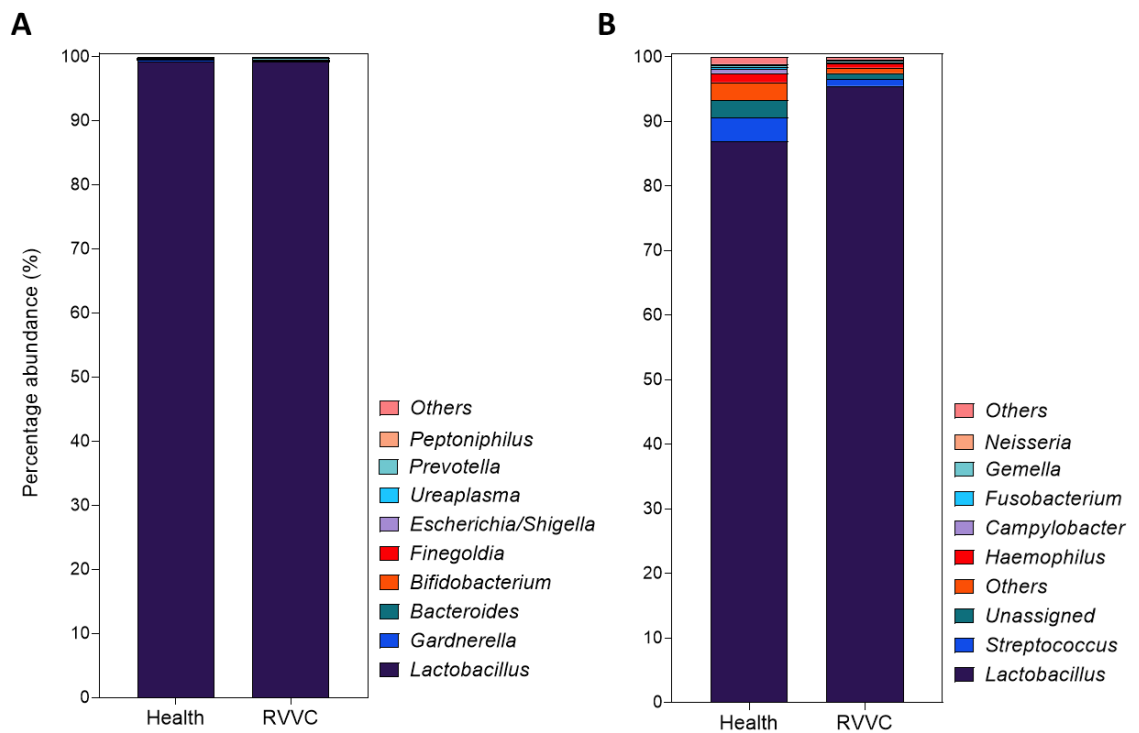 A
Percentage abundance (%)
100
90
80
70
60
50
40
30
20
10
0
Health
RVVC
Others
Peptoniphilus
Prevotella
Ureaplasma
Escherichia/Shigella
Finegoldia
Bifidobacterium
Bacteroides
Gardnerella
Lactobacillus
B
100
90
80
70
60
50
40
30
20
10
0
Health
RVVC
Others
Neisseria
Gemella
Fusobacterium
Campylobacter
Haemophilus
Others
Unassigned
Streptococcus
Lactobacillus